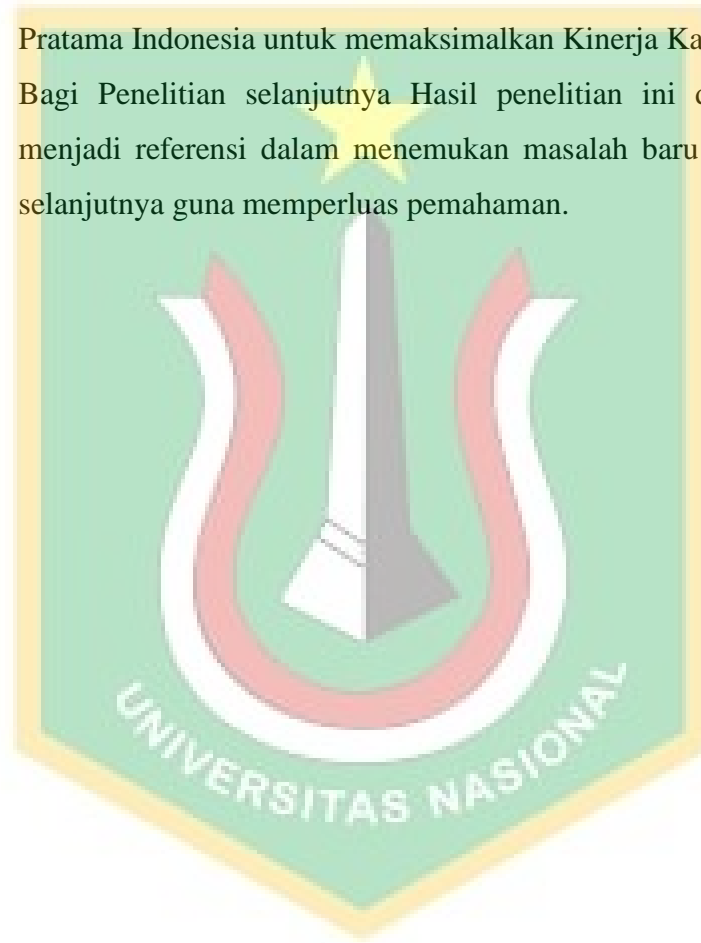 Pratama Indonesia untuk memaksimalkan Kinerja Ka
Bagi Penelitian selanjutnya Hasil penelitian ini
menjadi referensi dalam menemukan masalah baru
selanjutnya guna memperluas pemahaman.
UNIVERSITAS NASIONAL